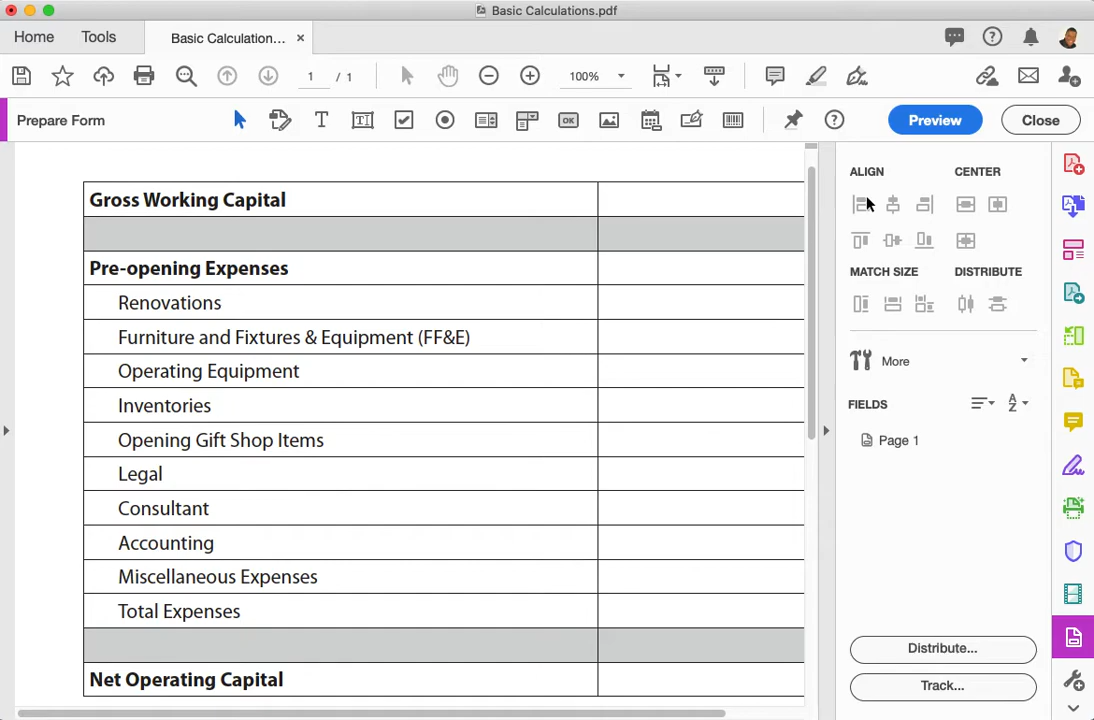 Basic Calculations.pdf
Home Tools Basic Calculation... ×
1 / 1 100%
Prepare Form T T OK Preview Close
ALIGN CENTER
MATCH SIZE DISTRIBUTE
More
FIELDS A Z
Page 1
Distribute...
Track...
Gross Working Capital
Pre-opening Expenses
Renovations
Furniture and Fixtures & Equipment (FF&E)
Operating Equipment
Inventories
Opening Gift Shop Items
Legal
Consultant
Accounting
Miscellaneous Expenses
Total Expenses
Net Operating Capital